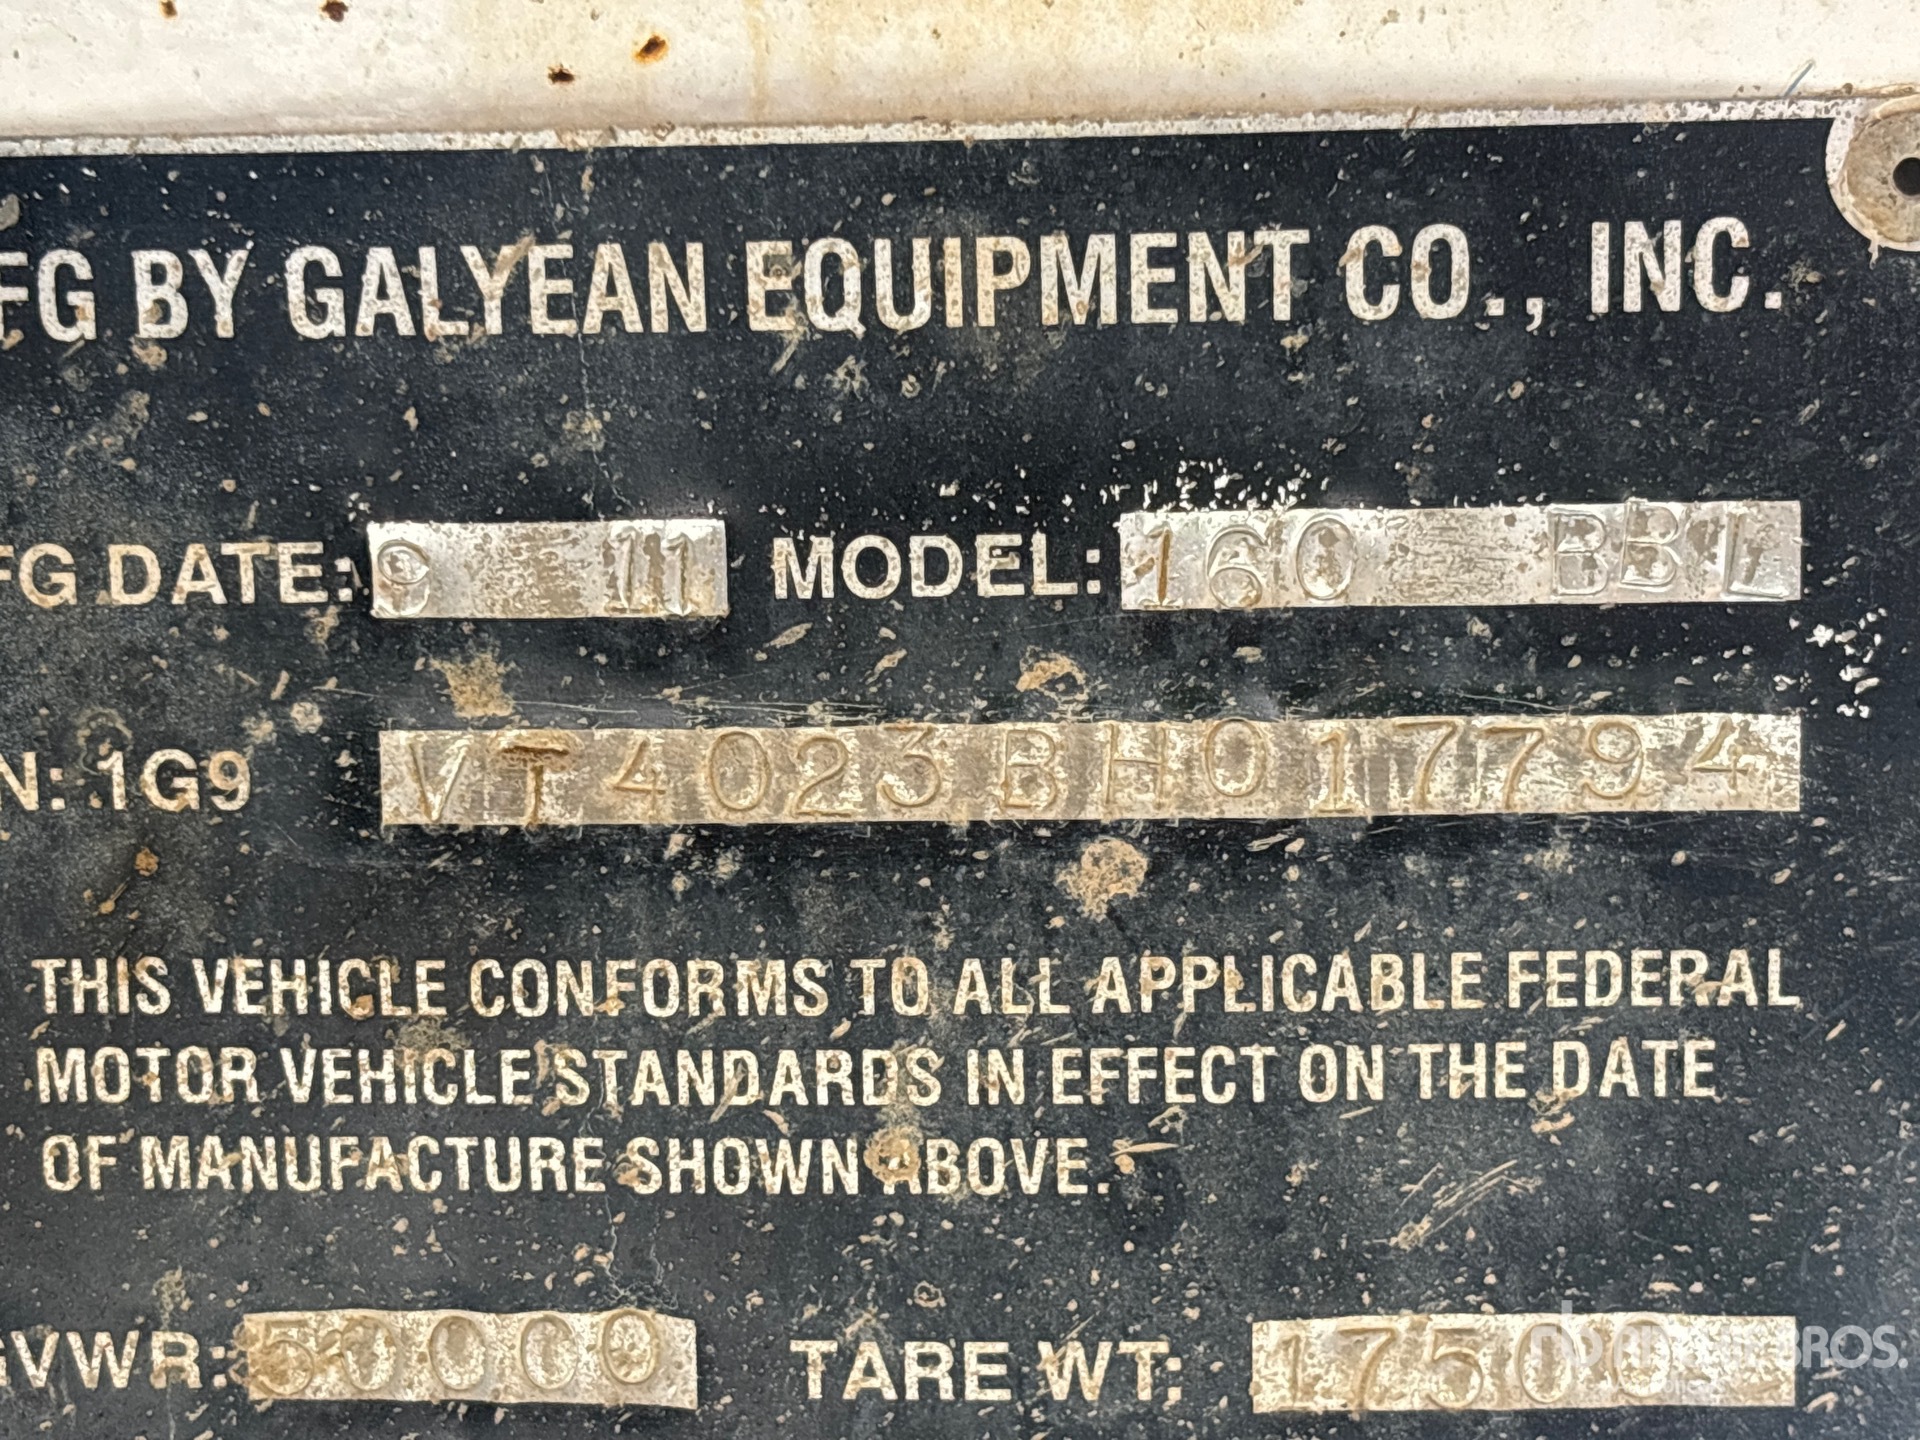 FG BY GALYEAN EQUIPMENT CO., INC.
FG DATE: 9 11 MODEL: 160 BBL
N: 1G9 VT4023BH017794
THIS VEHICLE CONFORMS TO ALL APPLICABLE FEDERAL
MOTOR VEHICLE STANDARDS IN EFFECT ON THE DATE
OF MANUFACTURE SHOWN ABOVE.
GVWR: 50000 TARE WT: 17500
RITCHIE BROS.